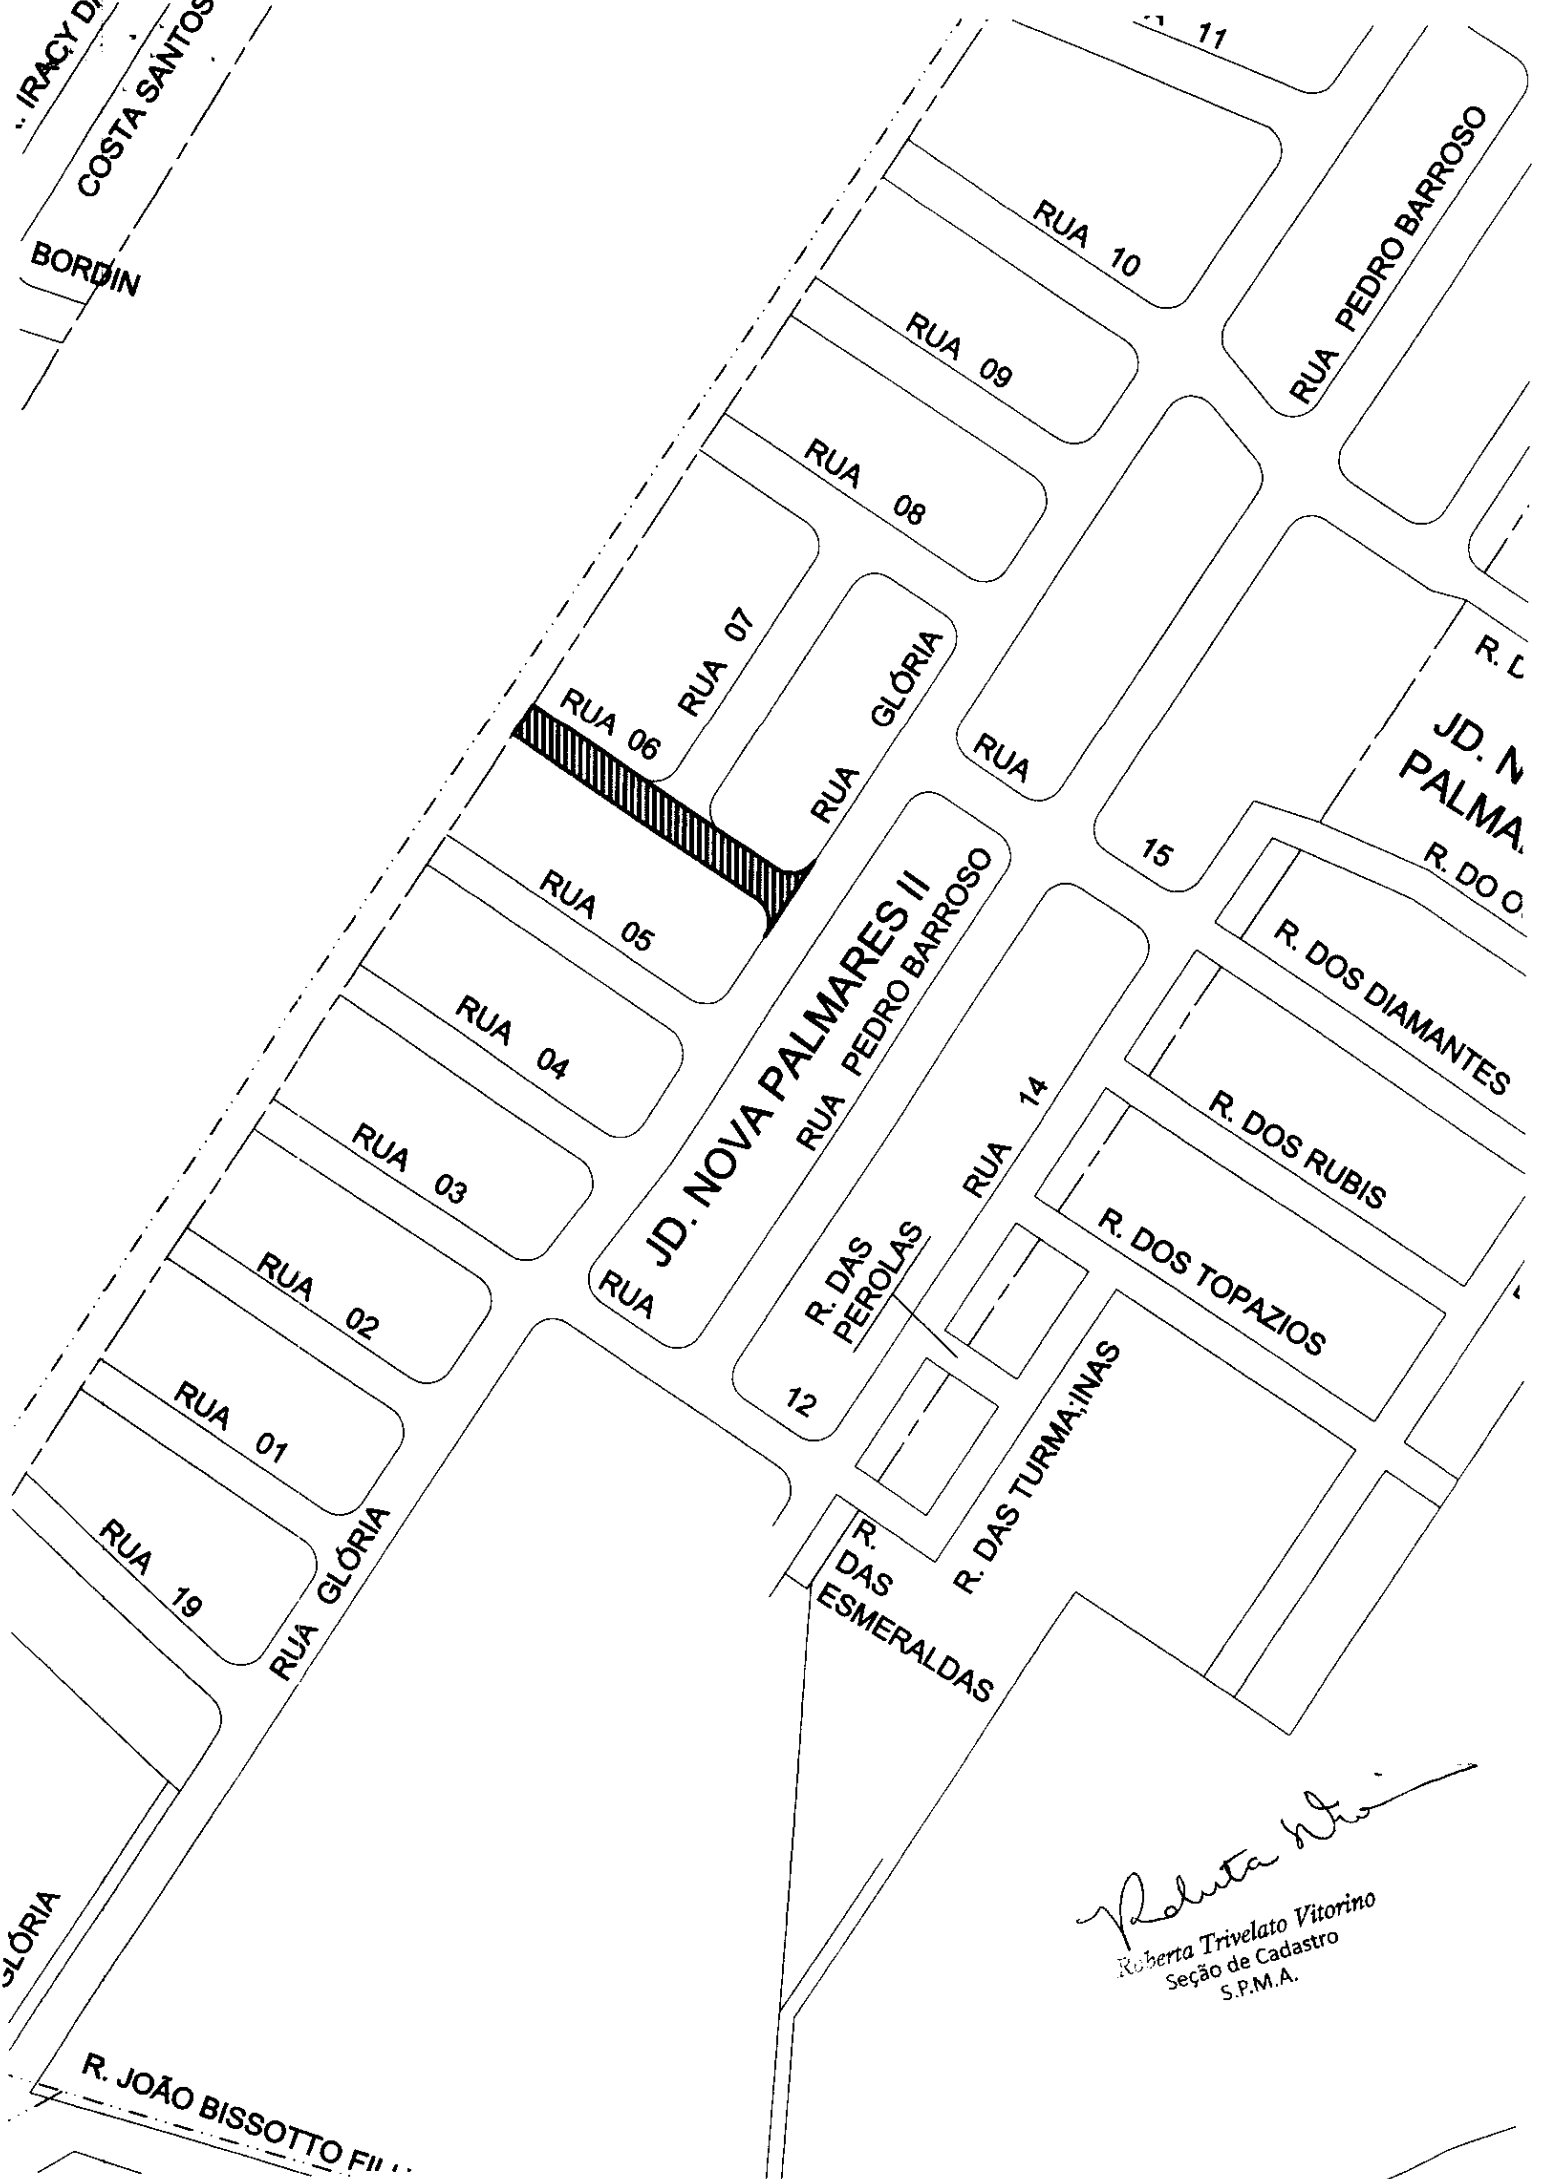 IRACY
COSTA SANTOS
BORDIN
11
RUA PEDRO BARROSO
RUA 10
RUA 09
RUA 08
RUA 07
RUA 06
RUA GLÓRIA
RUA 15
R. D
JD. N
PALMA
R. DO O
RUA 05
RUA 04
RUA 03
RUA 02
RUA 01
RUA 19
RUA GLÓRIA
JD. NOVA PALMARES II
RUA PEDRO BARROSO
RUA 14
RUA 12
R. DAS
PEROLAS
R. DOS DIAMANTES
R. DOS RUBIS
R. DOS TOPAZIOS
R. DAS TURMA;INAS
R.
DAS
ESMERALDAS
GLÓRIA
R. JOÃO BISSOTTO
Roberta Trivelato Vitorino
Seção de Cadastro
S.P.M.A.